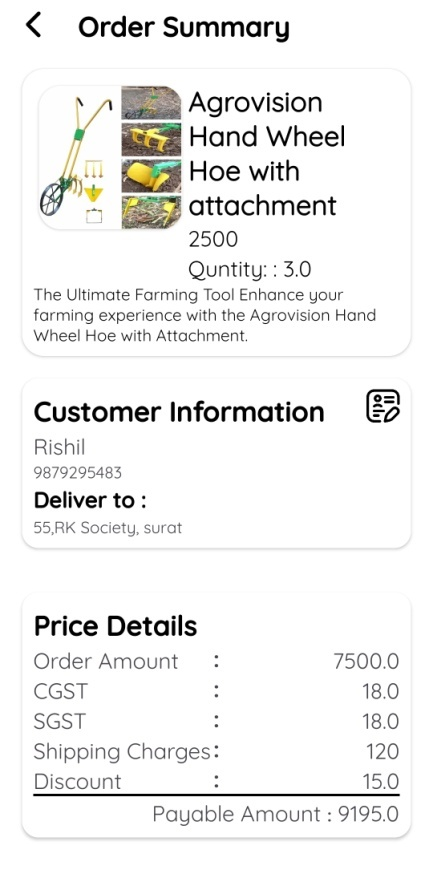 Order Summary
Agrovision
Hand Wheel
Hoe with
attachment
2500
Quntity: : 3.0
The Ultimate Farming Tool Enhance your
farming experience with the Agrovision Hand
Wheel Hoe with Attachment.
Customer Information
Rishil
9879295483
Deliver to :
55,RK Society, surat
Price Details
Order Amount : 7500.0
CGST : 18.0
SGST : 18.0
Shipping Charges: 120
Discount : 15.0
Payable Amount : 9195.0